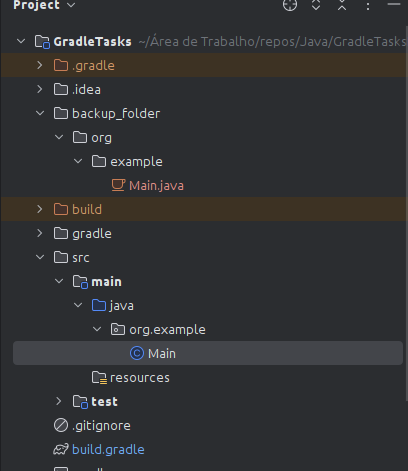 Project
GradleTasks ~/Área de Trabalho/repos/Java/GradleTasks
.gradle
.idea
backup_folder
org
example
Main.java
build
gradle
src
main
java
org.example
Main
resources
test
.gitignore
build.gradle